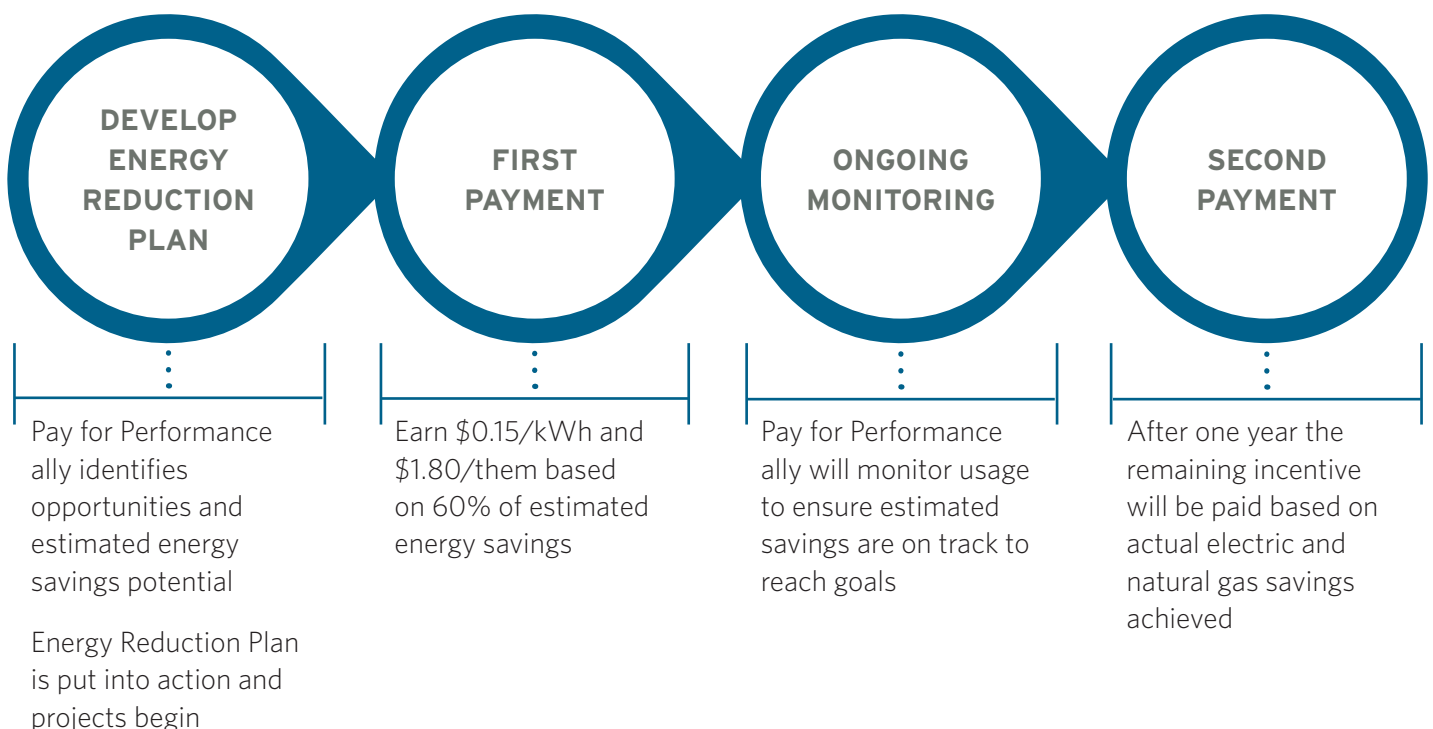 DEVELOP
ENERGY
REDUCTION
PLAN
FIRST
PAYMENT
ONGOING
MONITORING
SECOND
PAYMENT
Pay for Performance
ally identifies
opportunities and
estimated energy
savings potential
Energy Reduction Plan
is put into action and
projects begin
Earn $0.15/kWh and
$1.80/them based
on 60% of estimated
energy savings
Pay for Performance
ally will monitor usage
to ensure estimated
savings are on track to
reach goals
After one year the
remaining incentive
will be paid based on
actual electric and
natural gas savings
achieved